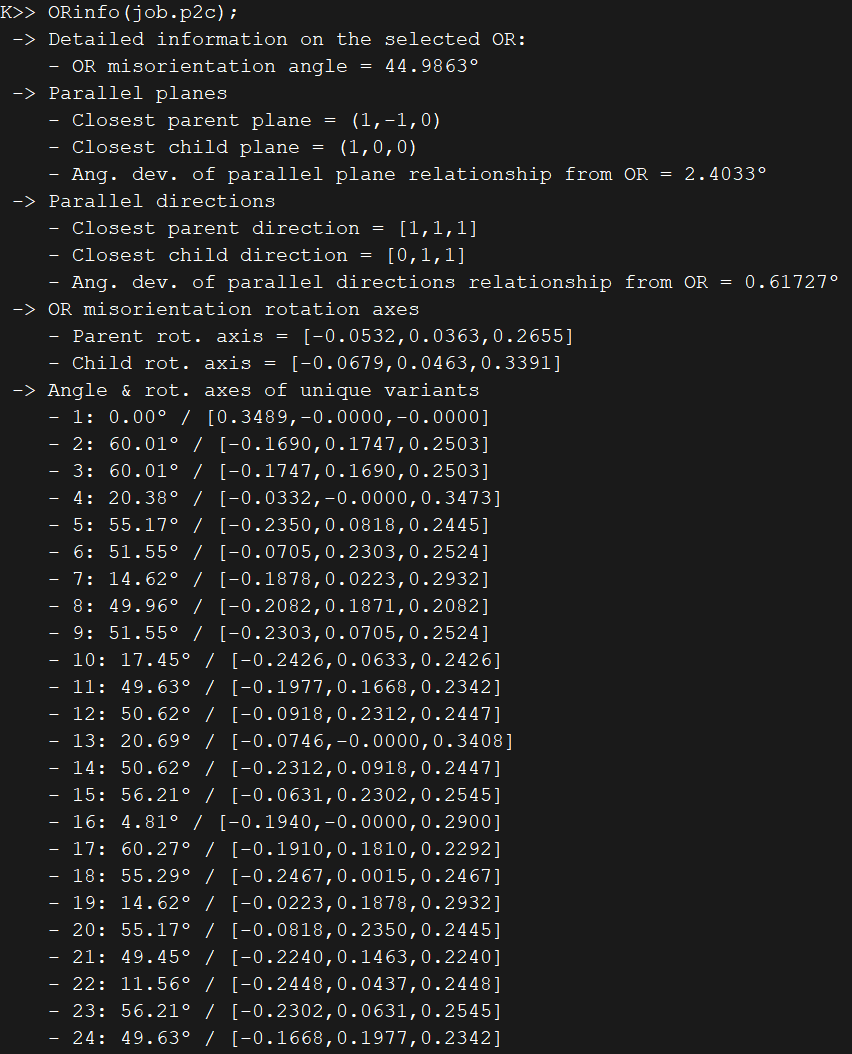 K>> ORinfo(job.p2c);
-> Detailed information on the selected OR:
- OR misorientation angle = 44.9863°
-> Parallel planes
- Closest parent plane = (1,-1,0)
- Closest child plane = (1,0,0)
- Ang. dev. of parallel plane relationship from OR = 2.4033°
-> Parallel directions
- Closest parent direction = [1,1,1]
- Closest child direction = [0,1,1]
- Ang. dev. of parallel directions relationship from OR = 0.61727°
-> OR misorientation rotation axes
- Parent rot. axis = [-0.0532,0.0363,0.2655]
- Child rot. axis = [-0.0679,0.0463,0.3391]
-> Angle & rot. axes of unique variants
- 1: 0.00° / [0.3489,-0.0000,-0.0000]
- 2: 60.01° / [-0.1690,0.1747,0.2503]
- 3: 60.01° / [-0.1747,0.1690,0.2503]
- 4: 20.38° / [-0.0332,-0.0000,0.3473]
- 5: 55.17° / [-0.2350,0.0818,0.2445]
- 6: 51.55° / [-0.0705,0.2303,0.2524]
- 7: 14.62° / [-0.1878,0.0223,0.2932]
- 8: 49.96° / [-0.2082,0.1871,0.2082]
- 9: 51.55° / [-0.2303,0.0705,0.2524]
- 10: 17.45° / [-0.2426,0.0633,0.2426]
- 11: 49.63° / [-0.1977,0.1668,0.2342]
- 12: 50.62° / [-0.0918,0.2312,0.2447]
- 13: 20.69° / [-0.0746,-0.0000,0.3408]
- 14: 50.62° / [-0.2312,0.0918,0.2447]
- 15: 56.21° / [-0.0631,0.2302,0.2545]
- 16: 4.81° / [-0.1940,-0.0000,0.2900]
- 17: 60.27° / [-0.1910,0.1810,0.2292]
- 18: 55.29° / [-0.2467,0.0015,0.2467]
- 19: 14.62° / [-0.0223,0.1878,0.2932]
- 20: 55.17° / [-0.0818,0.2350,0.2445]
- 21: 49.45° / [-0.2240,0.1463,0.2240]
- 22: 11.56° / [-0.2448,0.0437,0.2448]
- 23: 56.21° / [-0.2302,0.0631,0.2545]
- 24: 49.63° / [-0.1668,0.1977,0.2342]